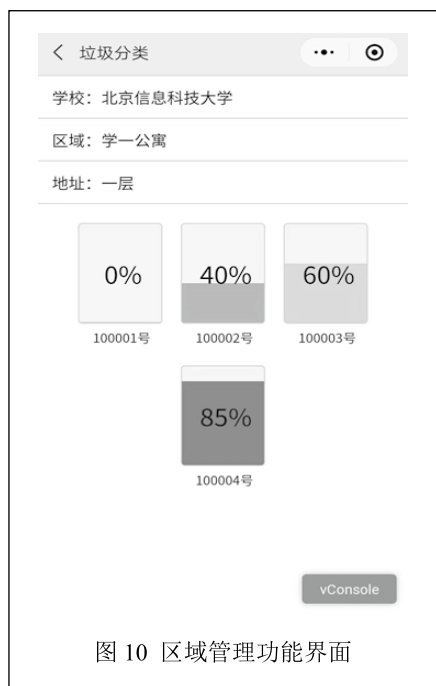 垃圾分类
学校：北京信息科技大学
区域：学一公寓
地址：一层
0% 40% 60%
100001号 100002号 100003号
85%
100004号
vConsole
图 10 区域管理功能界面